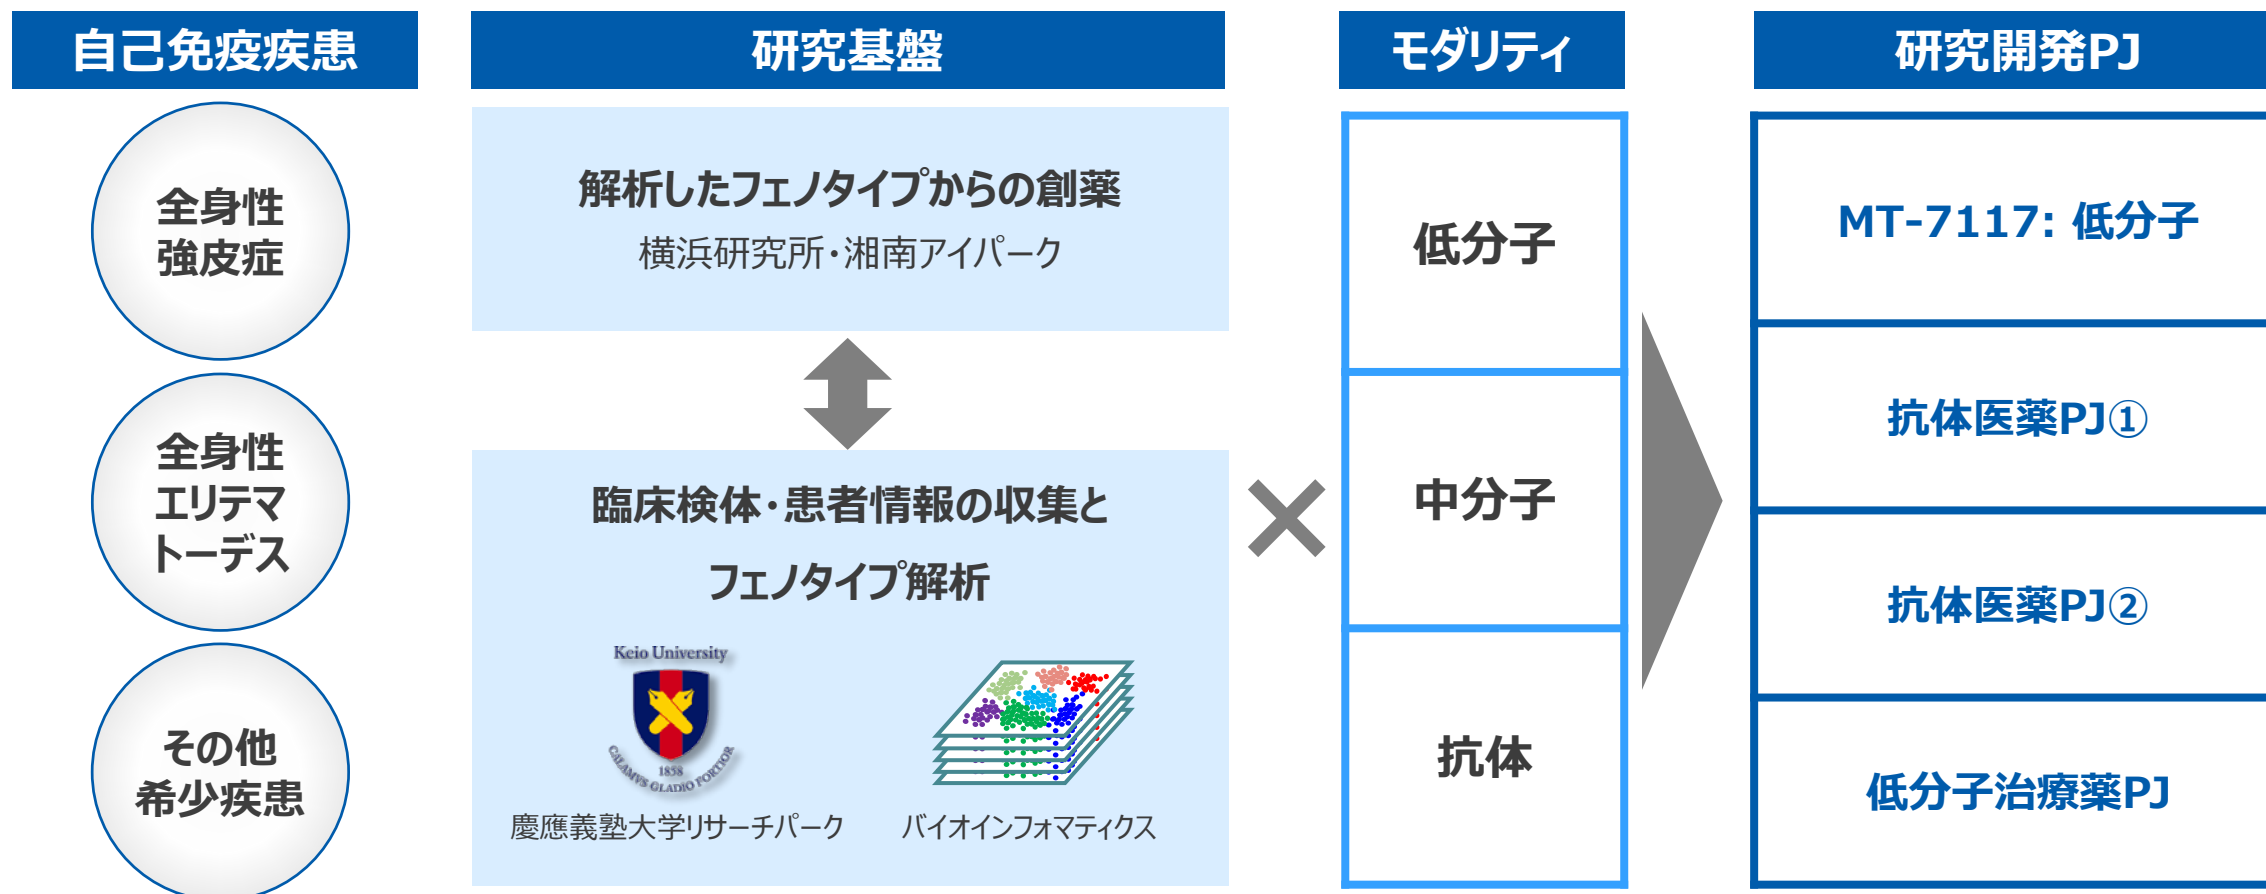 自己免疫疾患
全身性
強皮症
全身性
エリテマ
トーデス
その他
希少疾患
研究基盤
解析したフェノタイプからの創薬
横浜研究所・湘南アイパーク
臨床検体・患者情報の収集と
フェノタイプ解析
Keio University
1858
CALAMVS GLADIO FORTIOR
慶應義塾大学リサーチパーク
バイオインフォマティクス
モダリティ
低分子
中分子
抗体
研究開発PJ
MT-7117: 低分子
抗体医薬PJ①
抗体医薬PJ②
低分子治療薬PJ